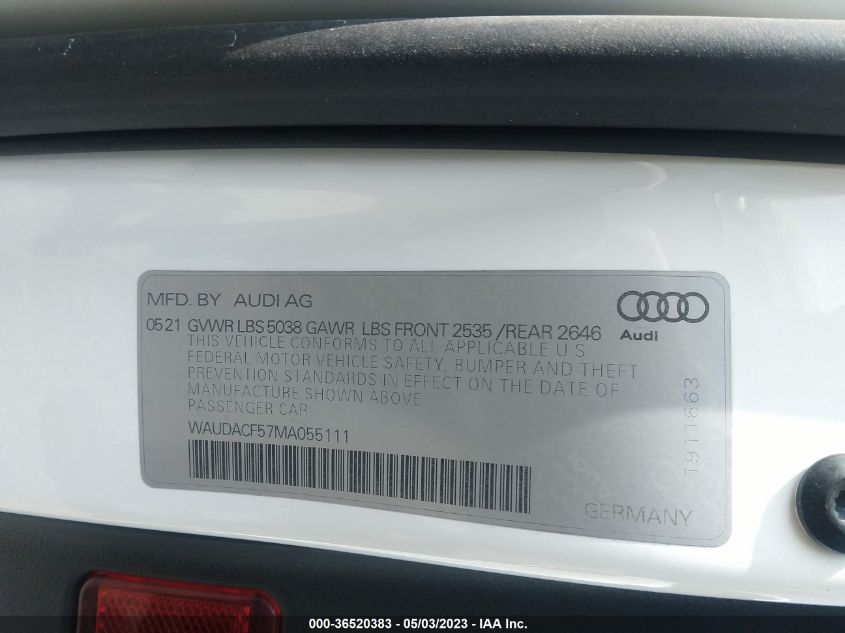 MFD. BY AUDI AG
0521 GVWR LBS 5038 GAWR LBS FRONT 2535 /REAR 2646
Audi
THIS VEHICLE CONFORMS TO ALL APPLICABLE U.S
FEDERAL MOTOR VEHICLE SAFETY, BUMPER AND THEFT
PREVENTION STANDARDS IN EFFECT ON THE DATE OF
MANUFACTURE SHOWN ABOVE
PASSENGER CAR
WAUDACF57MA055111
1911663
GERMANY
000-36520383 - 05/03/2023 - IAA Inc.